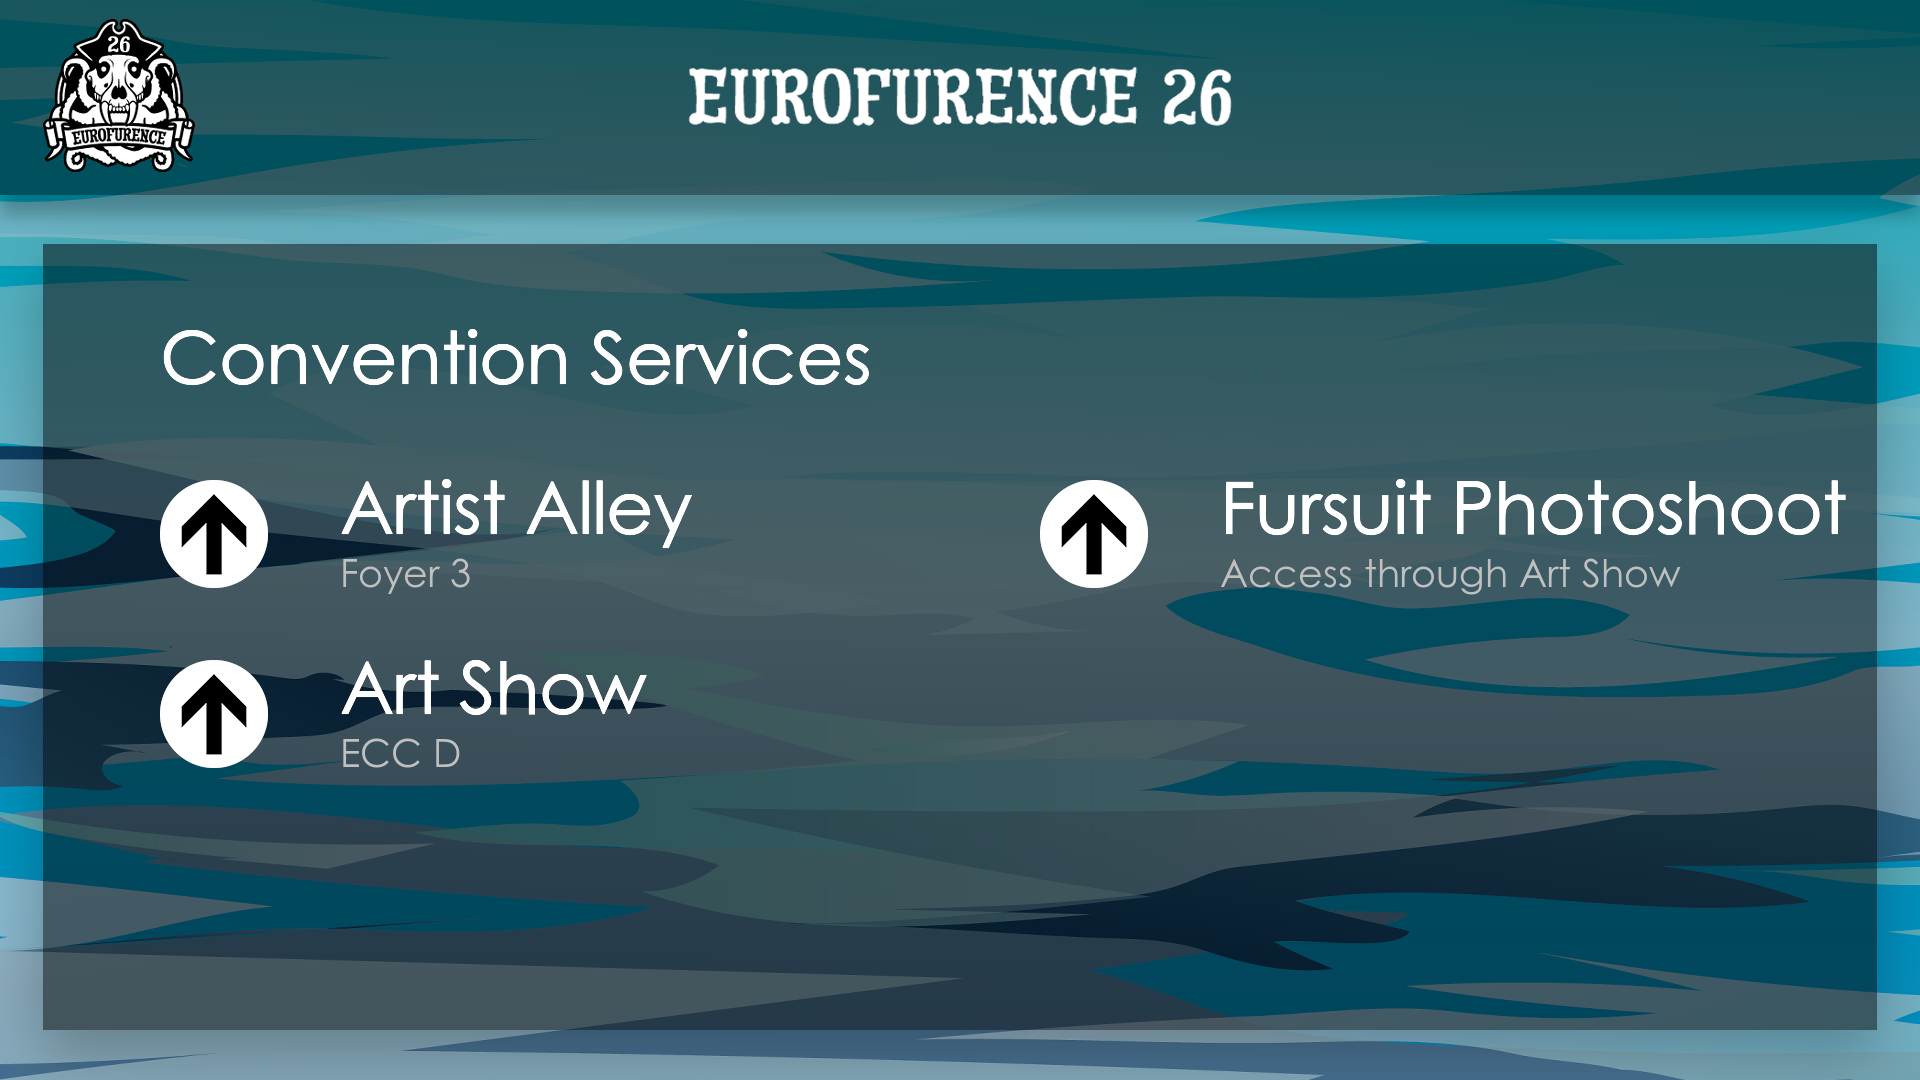 26
EUROFURENCE
EUROFURENCE 26
Convention Services
Artist Alley
Foyer 3
Fursuit Photoshoot
Access through Art Show
Art Show
ECC D